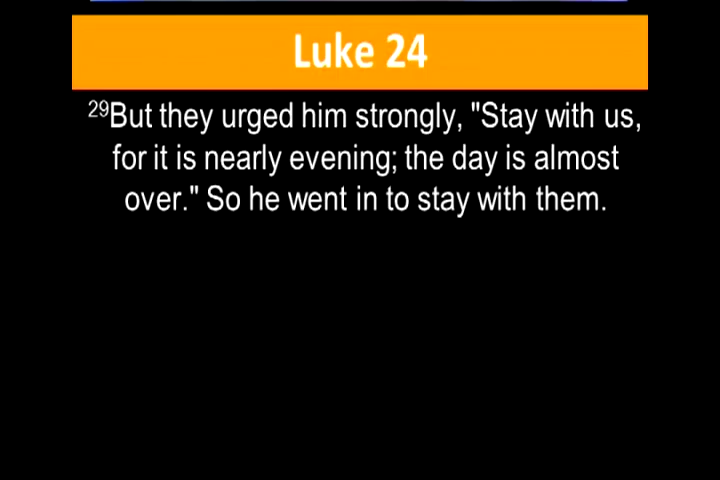 Luke 24
29But they urged him strongly, "Stay with us,
for it is nearly evening; the day is almost
over." So he went in to stay with them.